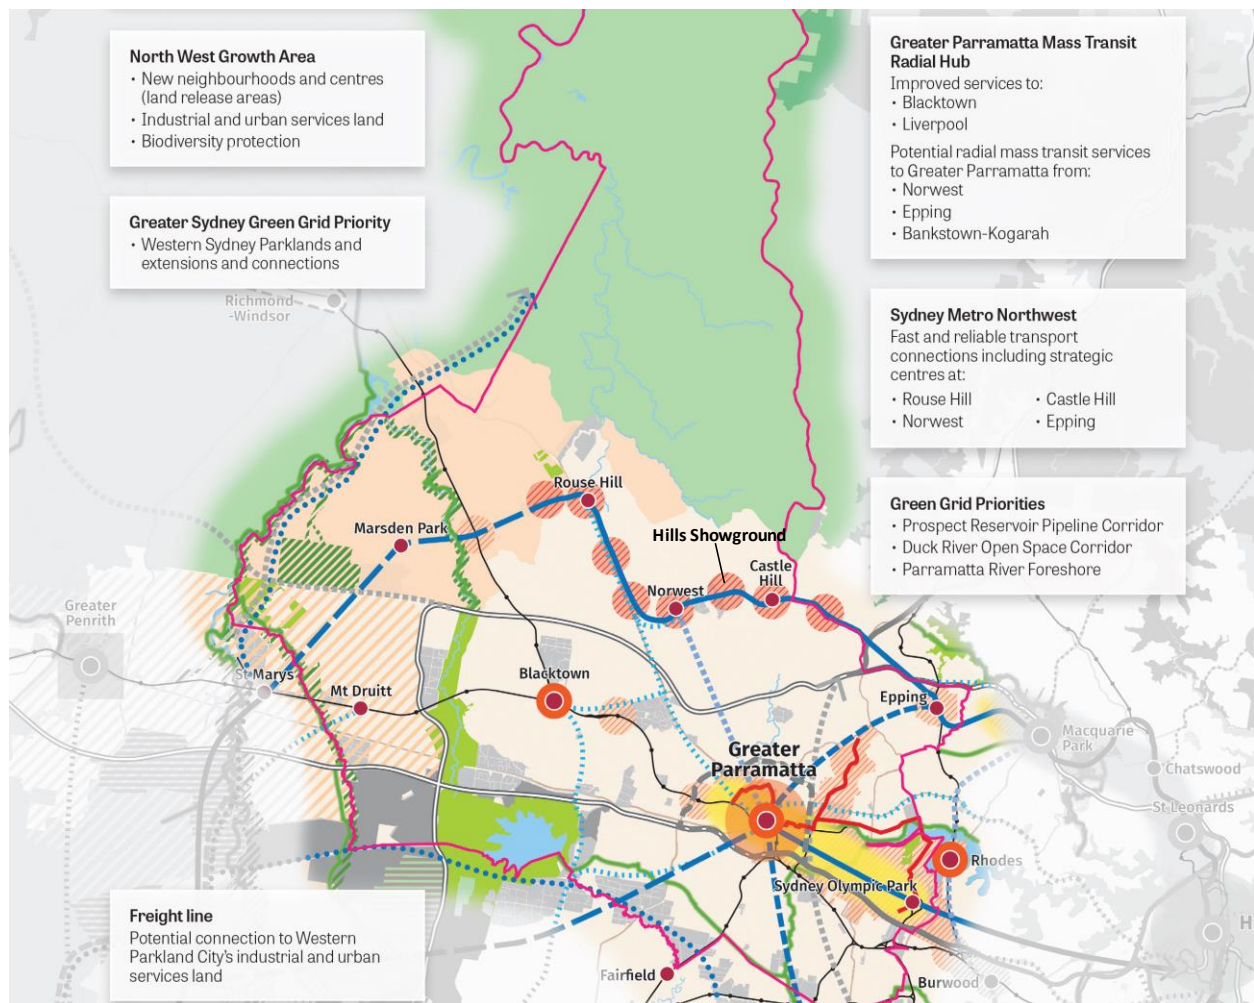 North West Growth Area
• New neighbourhoods and centres
(land release areas)
• Industrial and urban services land
• Biodiversity protection
Greater Sydney Green Grid Priority
• Western Sydney Parklands and
extensions and connections
Greater Parramatta Mass Transit
Radial Hub
Improved services to:
• Blacktown
• Liverpool
Potential radial mass transit services
to Greater Parramatta from:
• Norwest
• Epping
• Bankstown-Kogarah
Sydney Metro Northwest
Fast and reliable transport
connections including strategic
centres at:
• Rouse Hill
• Castle Hill
• Norwest
• Epping
Green Grid Priorities
• Prospect Reservoir Pipeline Corridor
• Duck River Open Space Corridor
• Parramatta River Foreshore
Richmond
-Windsor
Rouse Hill
Marsden Park
Hills Showground
Castle
Hill
Norwest
Greater
Penrith
St Marys
Mt Druitt
Blacktown
Epping
Macquarie
Park
Greater
Parramatta
Chatswood
St Leonards
Rhodes
Sydney Olympic Park
H
Fairfield
Burwood
Freight line
Potential connection to Western
Parkland City's industrial and urban
services land